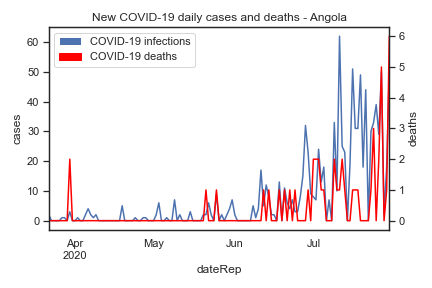 New COVID-19 daily cases and deaths - Angola
COVID-19 infections
COVID-19 deaths
60
50
40
30
20
10
0
cases
6
5
4
3
2
1
0
deaths
Apr
2020
May
Jun
Jul
dateRep